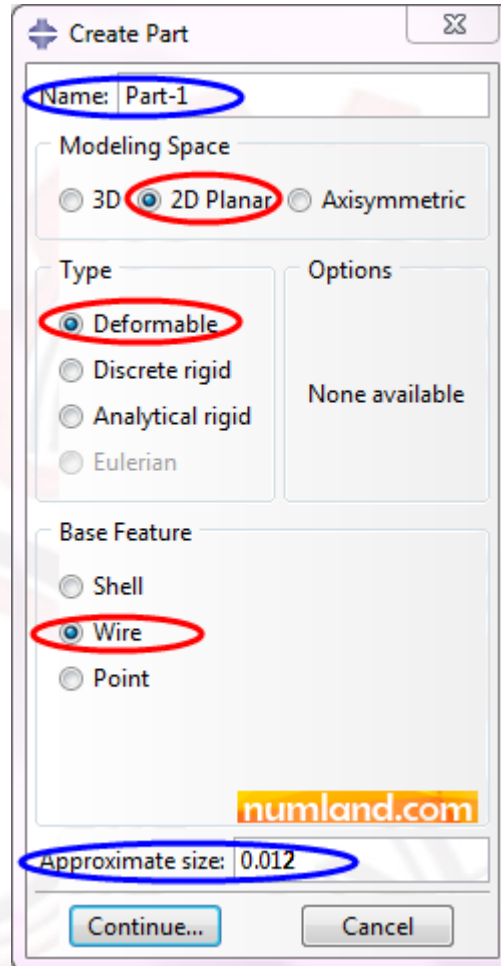 Create Part
Name: Part-1
Modeling Space
3D 2D Planar Axisymmetric
Type
Deformable
Discrete rigid
Analytical rigid
Eulerian
Options
None available
Base Feature
Shell
Wire
Point
numland.com
Approximate size: 0.012
Continue... Cancel